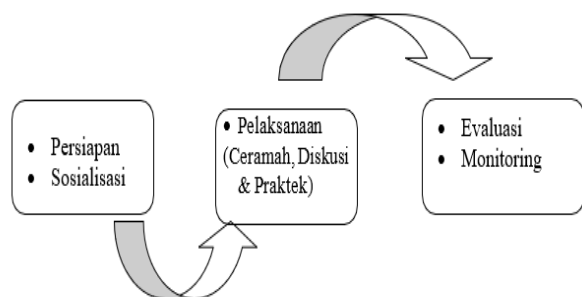 • Persiapan
• Sosialisasi
• Pelaksanaan
(Ceramah, Diskusi
& Praktek)
• Evaluasi
• Monitoring